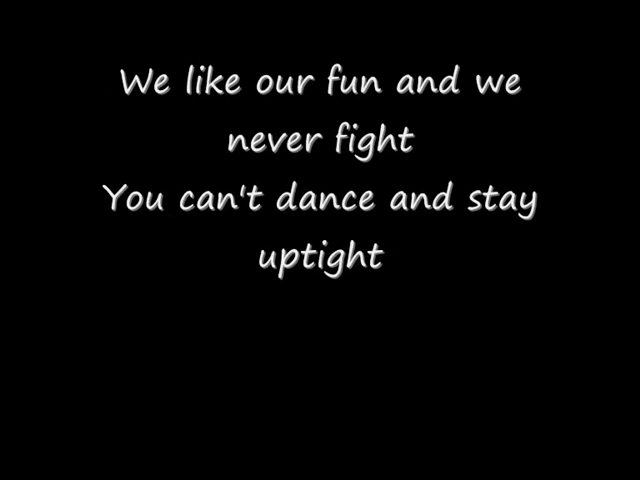 We like our fun and we
never fight
You can't dance and stay
uptight